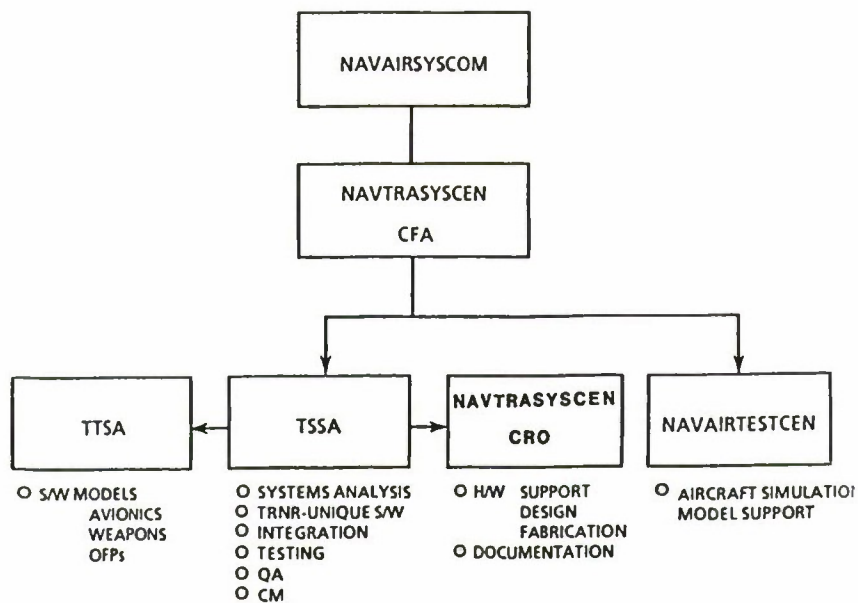 NAVAIRSYSCOM
NAVTRASYSCEN
CFA
TTSA
TSSA
NAVTRASYSCEN
CRO
NAVAIRTESTCEN
O S/W MODELS
AVIONICS
WEAPONS
OFPs
O SYSTEMS ANALYSIS
O TRNR-UNIQUE S/W
O INTEGRATION
O TESTING
O QA
O CM
O H/W SUPPORT
DESIGN
FABRICATION
O DOCUMENTATION
O AIRCRAFT SIMULATION
MODEL SUPPORT